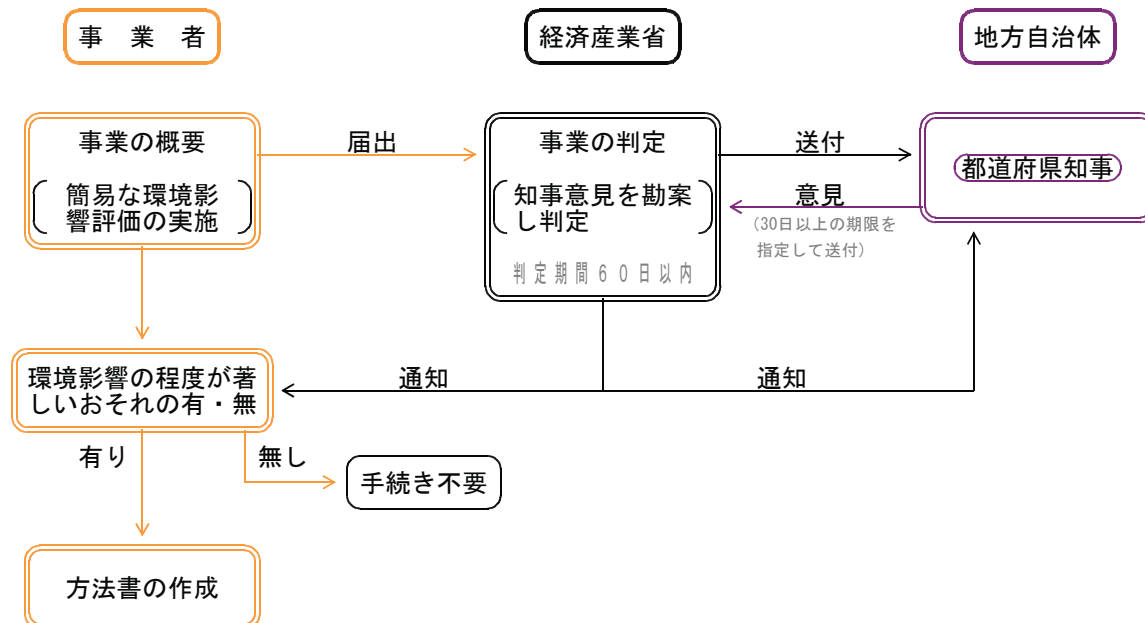 事　業　者
経済産業省
地方自治体
事業の概要
簡易な環境影
響評価の実施
届出
事業の判定
知事意見を勘案
し判定
判定期間６０日以内
送付
意見
（30日以上の期限を
指定して送付）
都道府県知事
環境影響の程度が著
しいおそれの有・無
通知
通知
有り
無し
手続き不要
方法書の作成